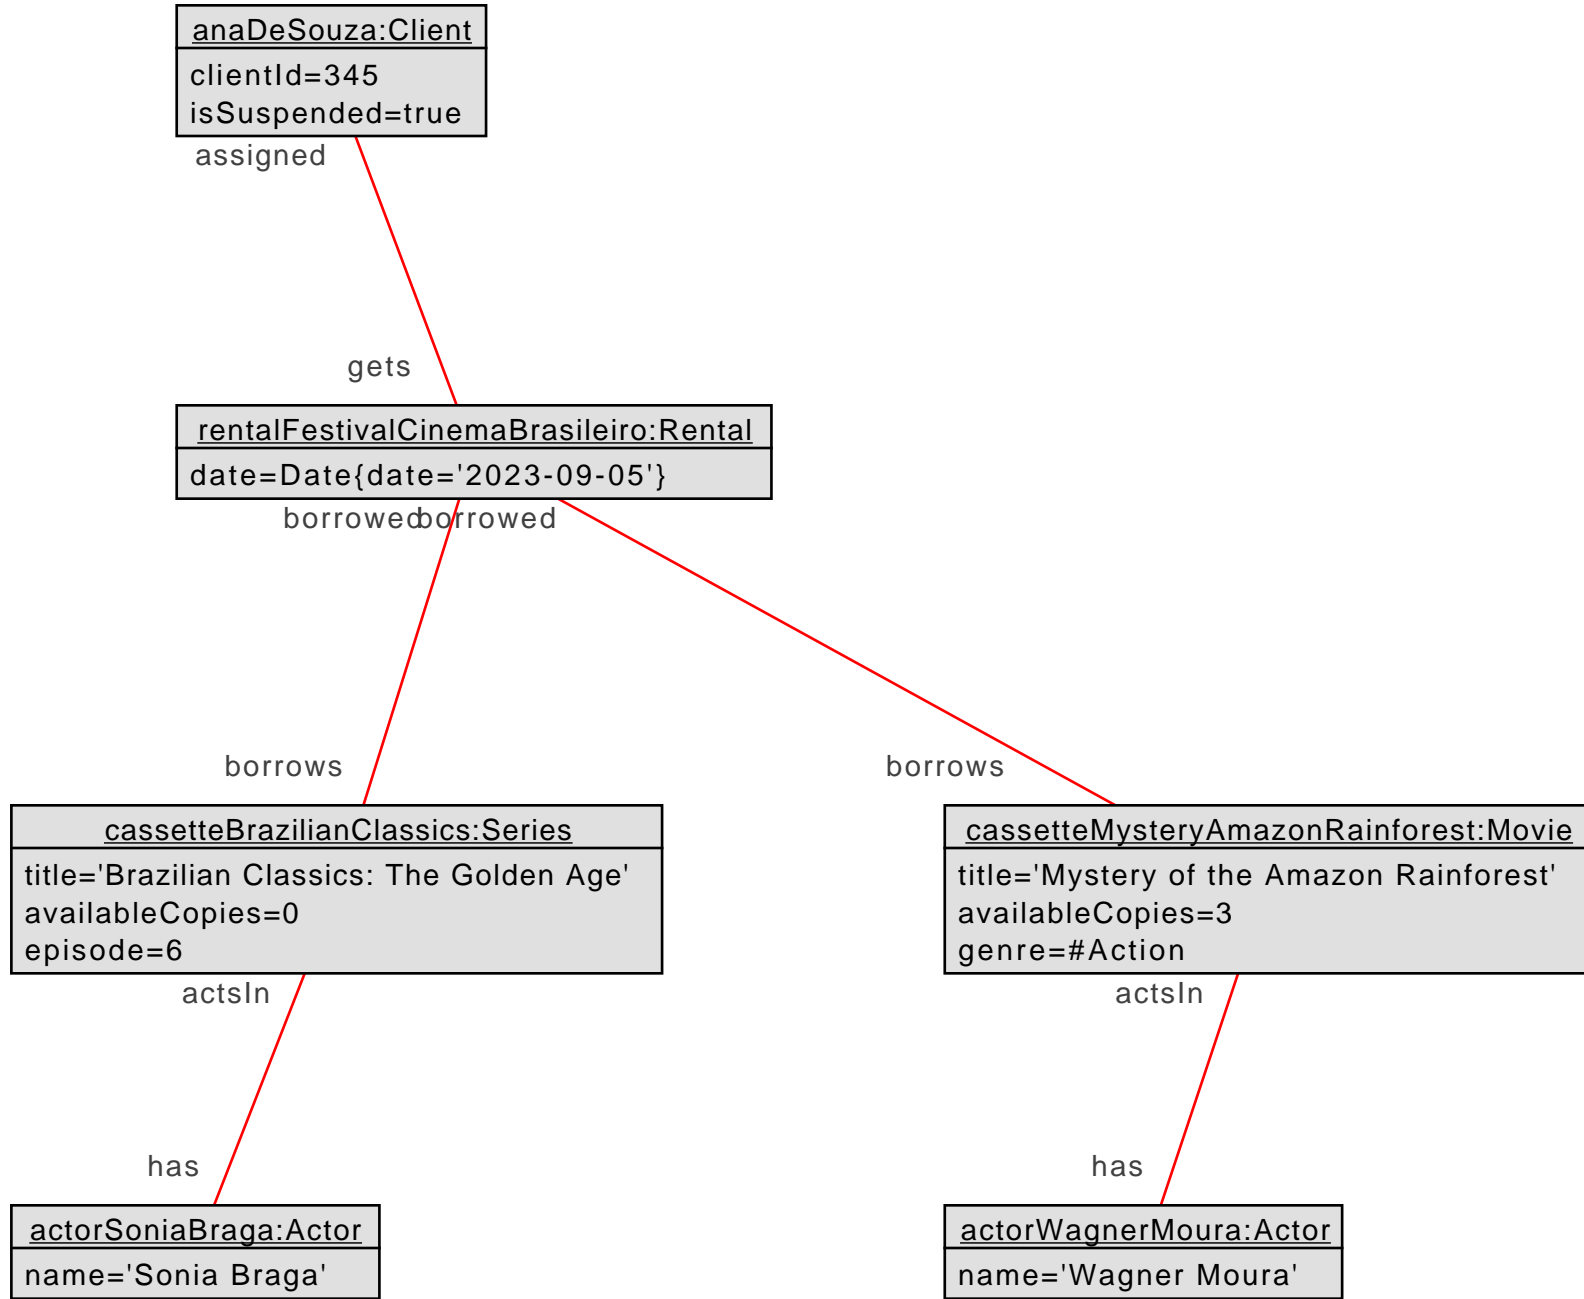 anaDeSouza:Client
clientId=345
isSuspended=true
assigned
gets
rentalFestivalCinemaBrasileiro:Rental
date=Date{date='2023-09-05'}
borrowed borrowed
borrows borrows
cassetteBrazilianClassics:Series
title='Brazilian Classics: The Golden Age'
availableCopies=0
episode=6
cassetteMysteryAmazonRainforest:Movie
title='Mystery of the Amazon Rainforest'
availableCopies=3
genre=#Action
actsIn actsIn
has has
actorSoniaBraga:Actor
name='Sonia Braga'
actorWagnerMoura:Actor
name='Wagner Moura'